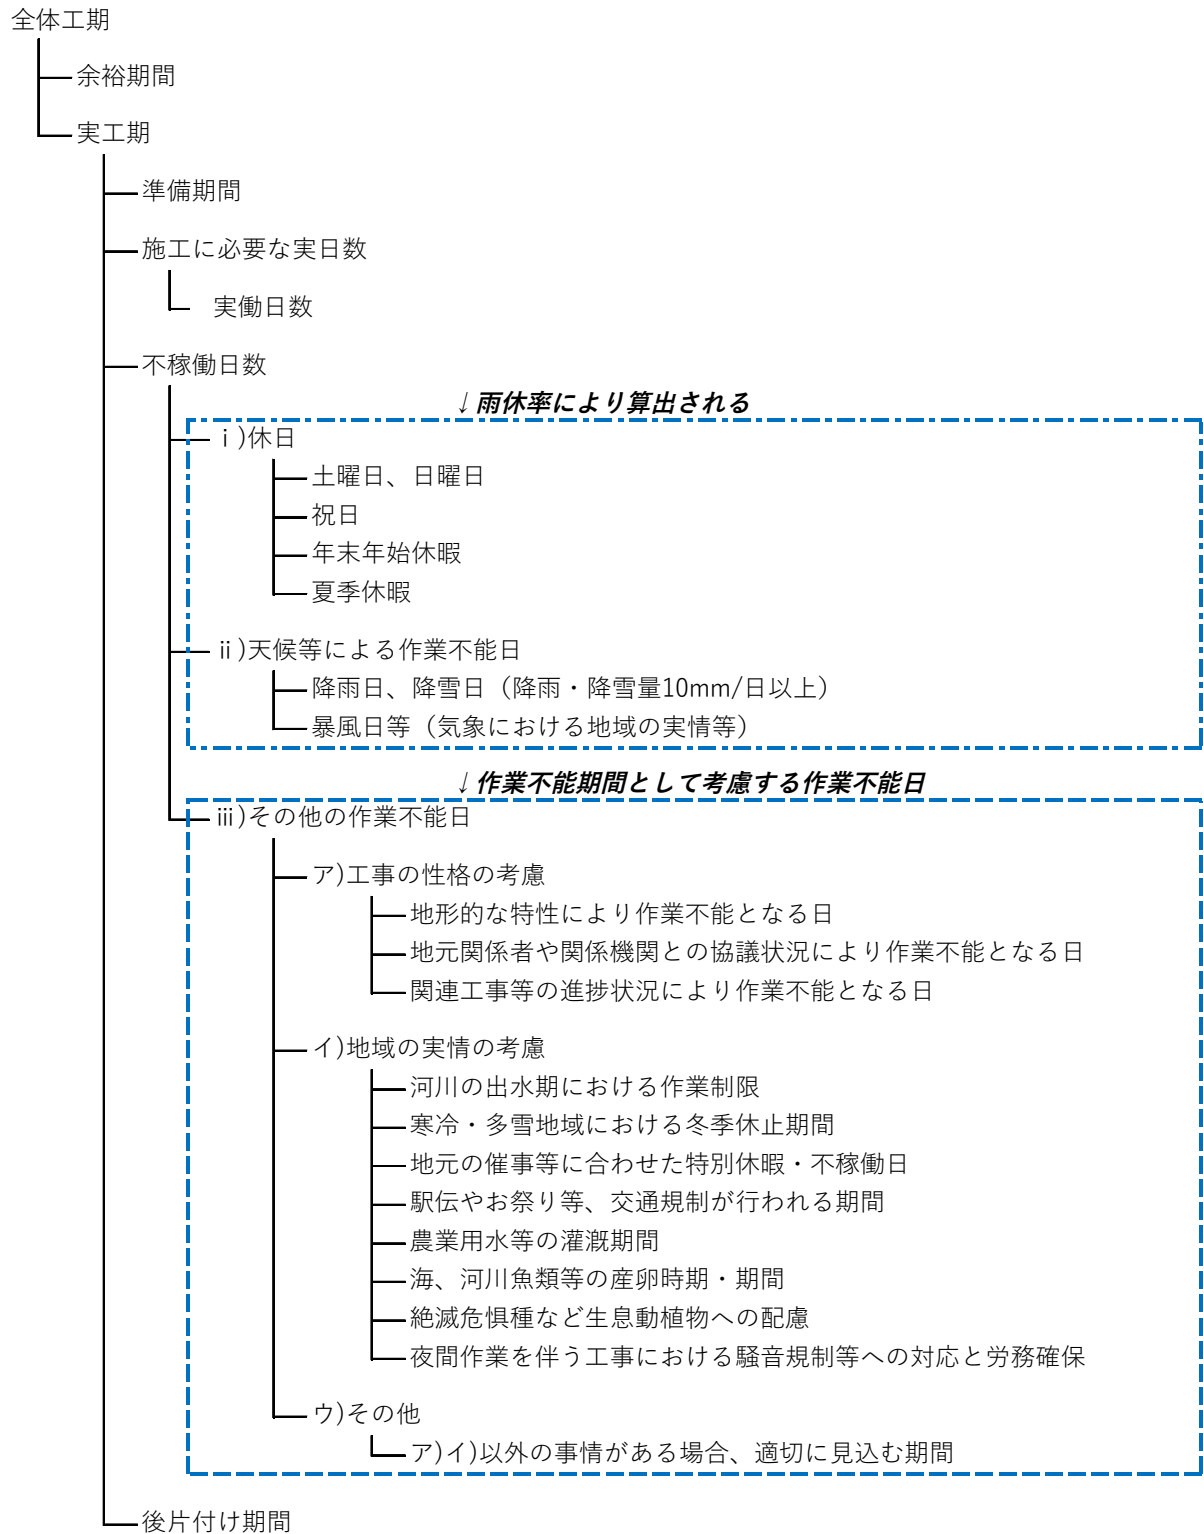 全体工期
余裕期間
実工期
準備期間
施工に必要な実日数
実働日数
不稼働日数
↓雨休率により算出される
ⅰ)休日
土曜日、日曜日
祝日
年末年始休暇
夏季休暇
ⅱ)天候等による作業不能日
降雨日、降雪日（降雨・降雪量10mm/日以上）
暴風日等（気象における地域の実情等）
↓作業不能期間として考慮する作業不能日
ⅲ)その他の作業不能日
ア)工事の性格の考慮
地形的な特性により作業不能となる日
地元関係者や関係機関との協議状況により作業不能となる日
関連工事等の進捗状況により作業不能となる日
イ)地域の実情の考慮
河川の出水期における作業制限
寒冷・多雪地域における冬季休止期間
地元の催事等に合わせた特別休暇・不稼働日
駅伝やお祭り等、交通規制が行われる期間
農業用水等の灌漑期間
海、河川魚類等の産卵時期・期間
絶滅危惧種など生息動植物への配慮
夜間作業を伴う工事における騒音規制等への対応と労務確保
ウ)その他
ア)イ)以外の事情がある場合、適切に見込む期間
後片付け期間